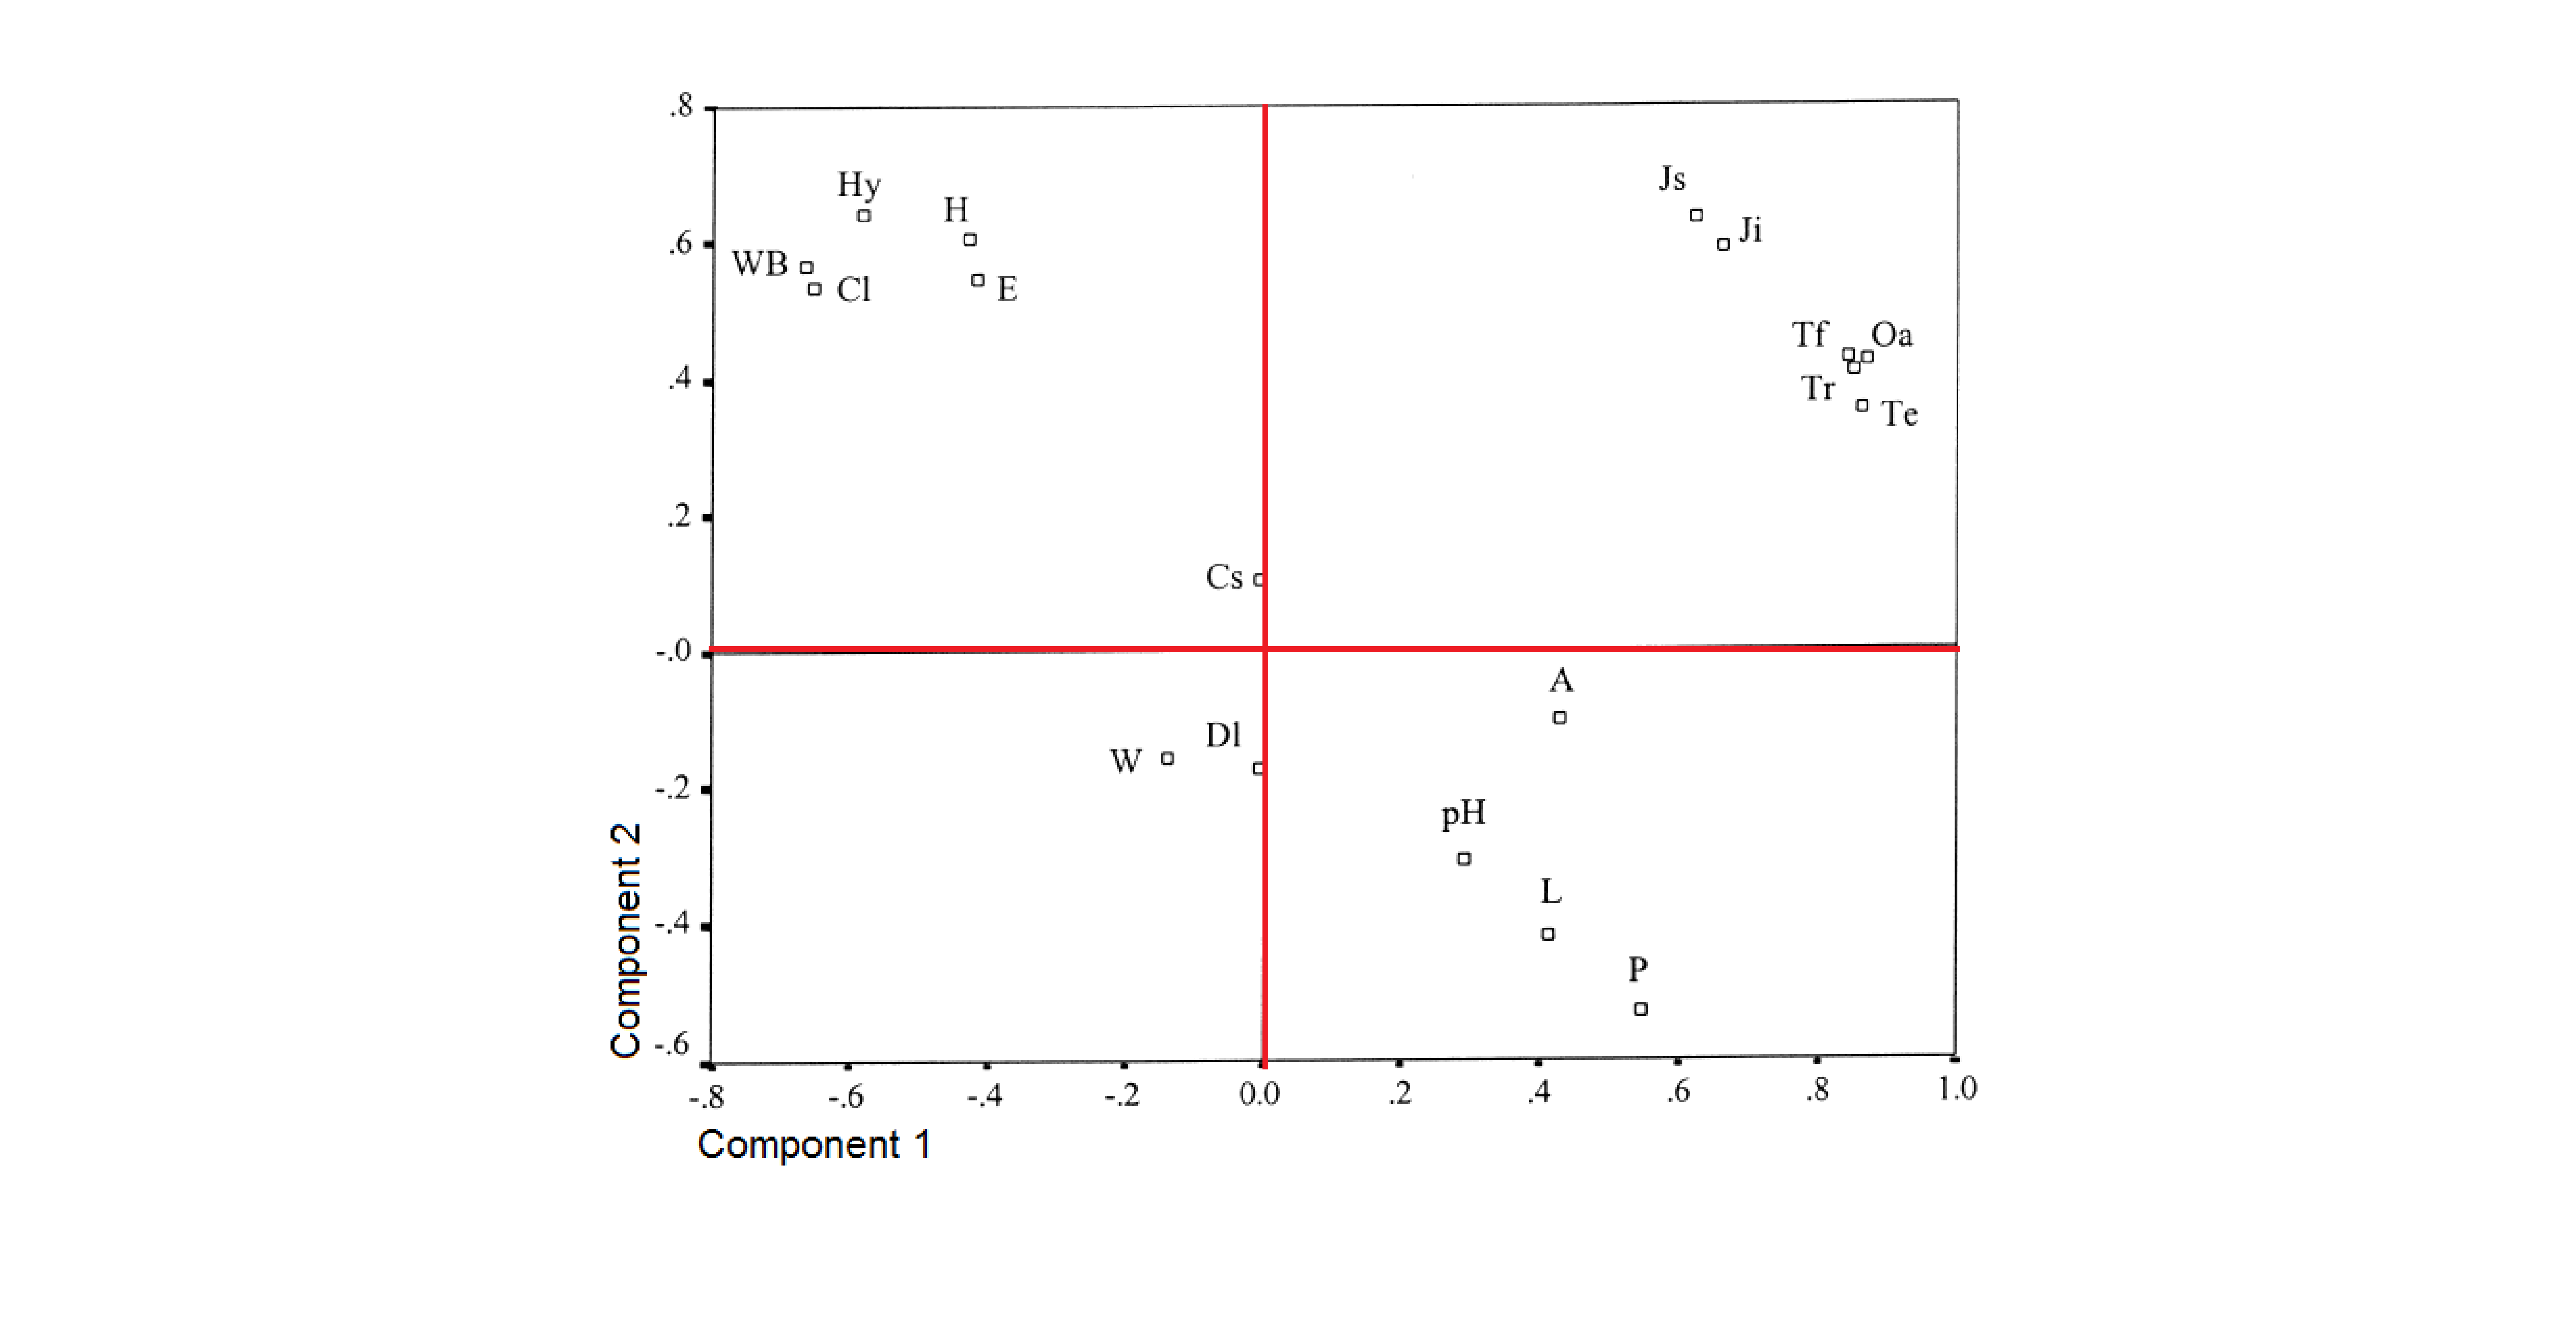 .8
Hy
Js
H
Ji
.6
WB
Cl
E
Tf
Oa
.4
Tr
Te
.2
Cs
-.0
A
Dl
W
-.2
pH
L
-.4
P
-.6
Component 2
-.8 -.6 -.4 -.2 0.0 .2 .4 .6 .8 1.0
Component 1